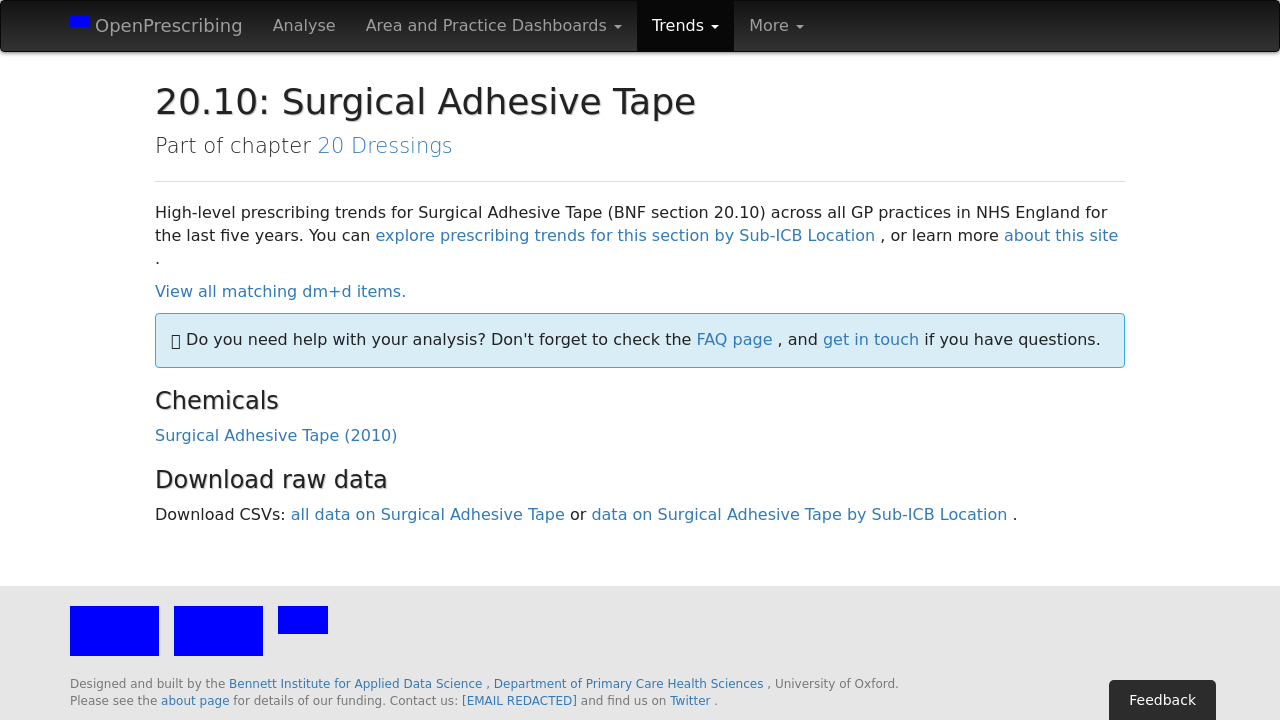 OpenPrescribing Analyse Area and Practice Dashboards Trends More
20.10: Surgical Adhesive Tape
Part of chapter 20 Dressings
High-level prescribing trends for Surgical Adhesive Tape (BNF section 20.10) across all GP practices in NHS England for
the last five years. You can explore prescribing trends for this section by Sub-ICB Location , or learn more about this site
.
View all matching dm+d items.
Do you need help with your analysis? Don't forget to check the FAQ page , and get in touch if you have questions.
Chemicals
Surgical Adhesive Tape (2010)
Download raw data
Download CSVs: all data on Surgical Adhesive Tape or data on Surgical Adhesive Tape by Sub-ICB Location .
Designed and built by the Bennett Institute for Applied Data Science , Department of Primary Care Health Sciences , University of Oxford.
Please see the about page for details of our funding. Contact us: [EMAIL REDACTED] and find us on Twitter .
Feedback